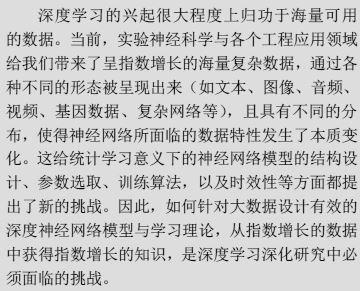 深度学习的兴起很大程度上归功于海量可用
的数据。当前，实验神经科学与各个工程应用领域
给我们带来了呈指数增长的海量复杂数据，通过各
种不同的形态被呈现出来（如文本、图像、音频、
视频、基因数据、复杂网络等），且具有不同的分
布，使得神经网络所面临的数据特性发生了本质变
化。这给统计学习意义下的神经网络模型的结构设
计、参数选取、训练算法，以及时效性等方面都提
出了新的挑战。因此，如何针对大数据设计有效的
深度神经网络模型与学习理论，从指数增长的数据
中获得指数增长的知识，是深度学习深化研究中必
须面临的挑战。